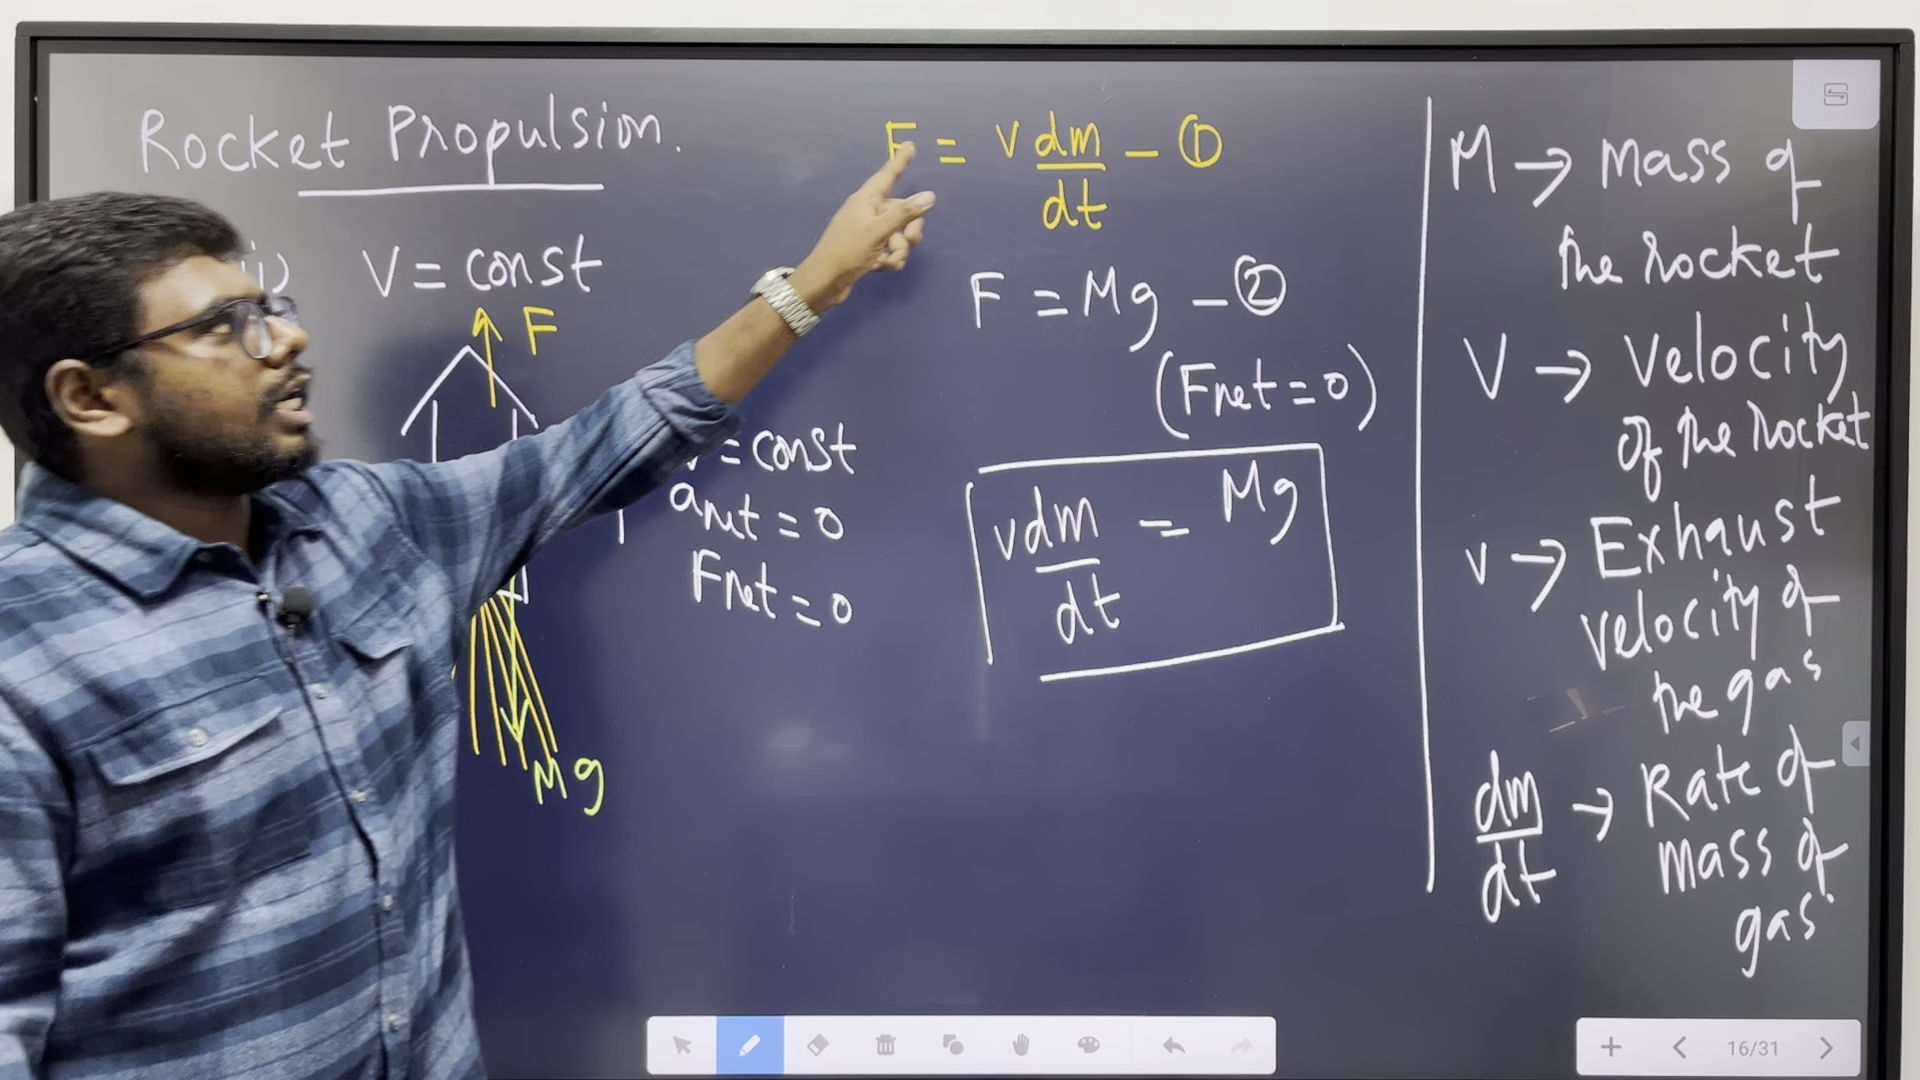 Rocket Propulsion.
i) V = const
F
V = const
anet = 0
Fnet = 0
Mg
F = v dm/dt - ①
F = Mg - ②
(Fnet = 0)
v dm/dt = Mg
M → Mass of
the rocket
V → Velocity
of the rocket
v → Exhaust
velocity of
the gas
dm/dt → Rate of
mass of
gas
16/31